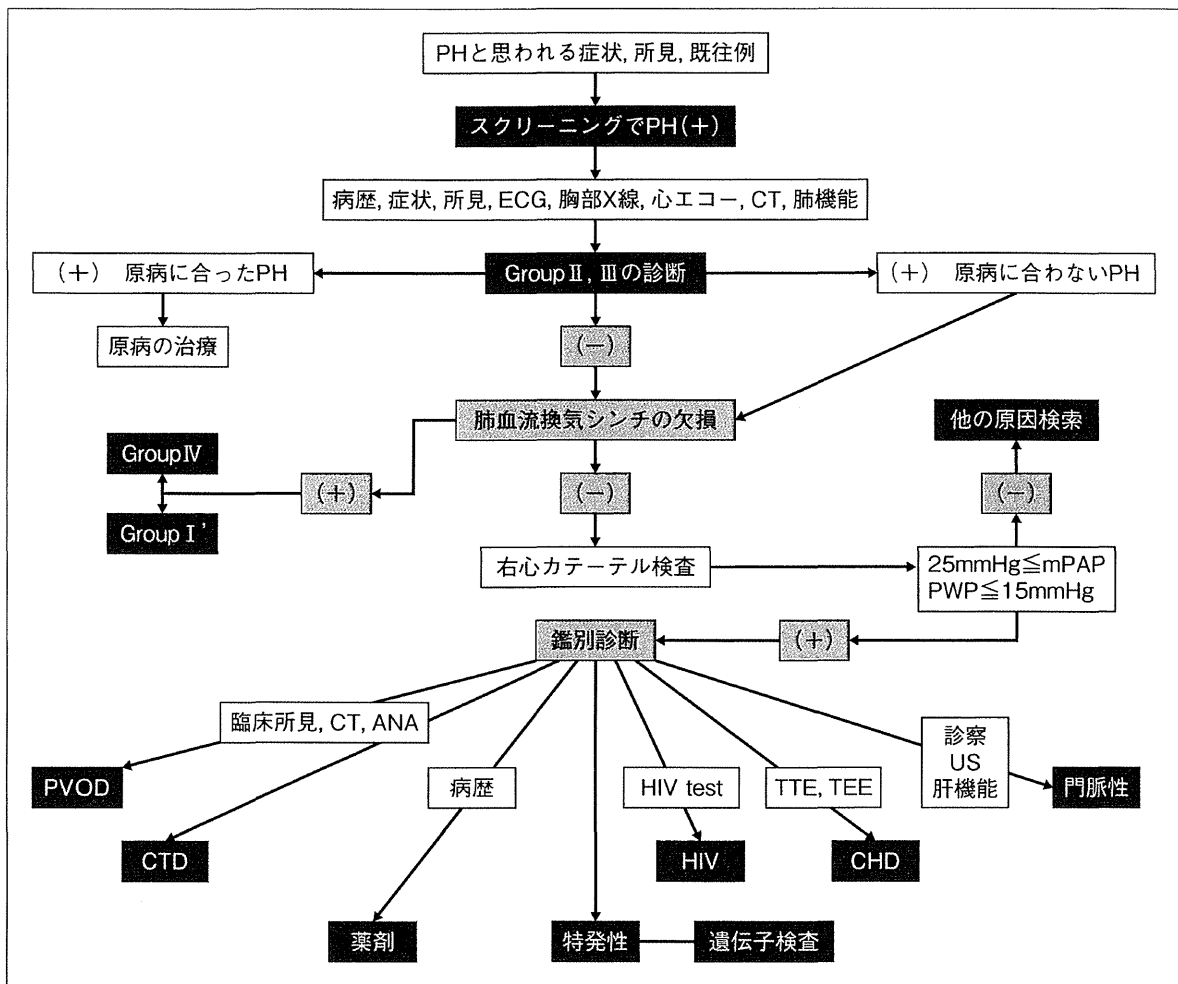 PHと思われる症状, 所見, 既往例
スクリーニングでPH(+)
病歴, 症状, 所見, ECG, 胸部X線, 心エコー, CT, 肺機能
(+) 原病に合ったPH
GroupⅡ, Ⅲの診断
(+) 原病に合わないPH
原病の治療
(−)
肺血流換気シンチの欠損
他の原因検索
GroupⅣ
(+)
(−)
(−)
GroupⅠ'
右心カテーテル検査
25mmHg≦mPAP
PWP≦15mmHg
鑑別診断
(+)
臨床所見, CT, ANA
診察
US
肝機能
PVOD
病歴
HIV test
TTE, TEE
門脈性
CTD
HIV
CHD
薬剤
特発性
遺伝子検査